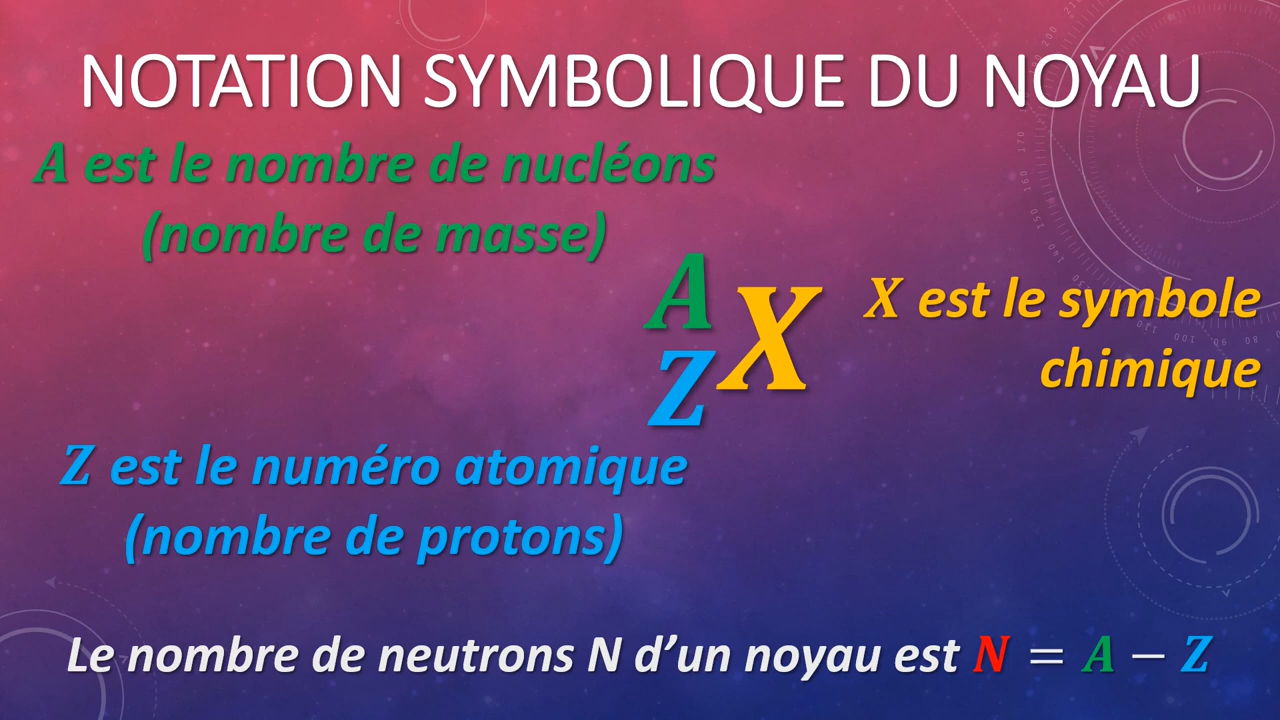 NOTATION SYMBOLIQUE DU NOYAU
A est le nombre de nucléons
(nombre de masse)
A
Z
X
X est le symbole
chimique
Z est le numéro atomique
(nombre de protons)
Le nombre de neutrons N d’un noyau est N = A − Z